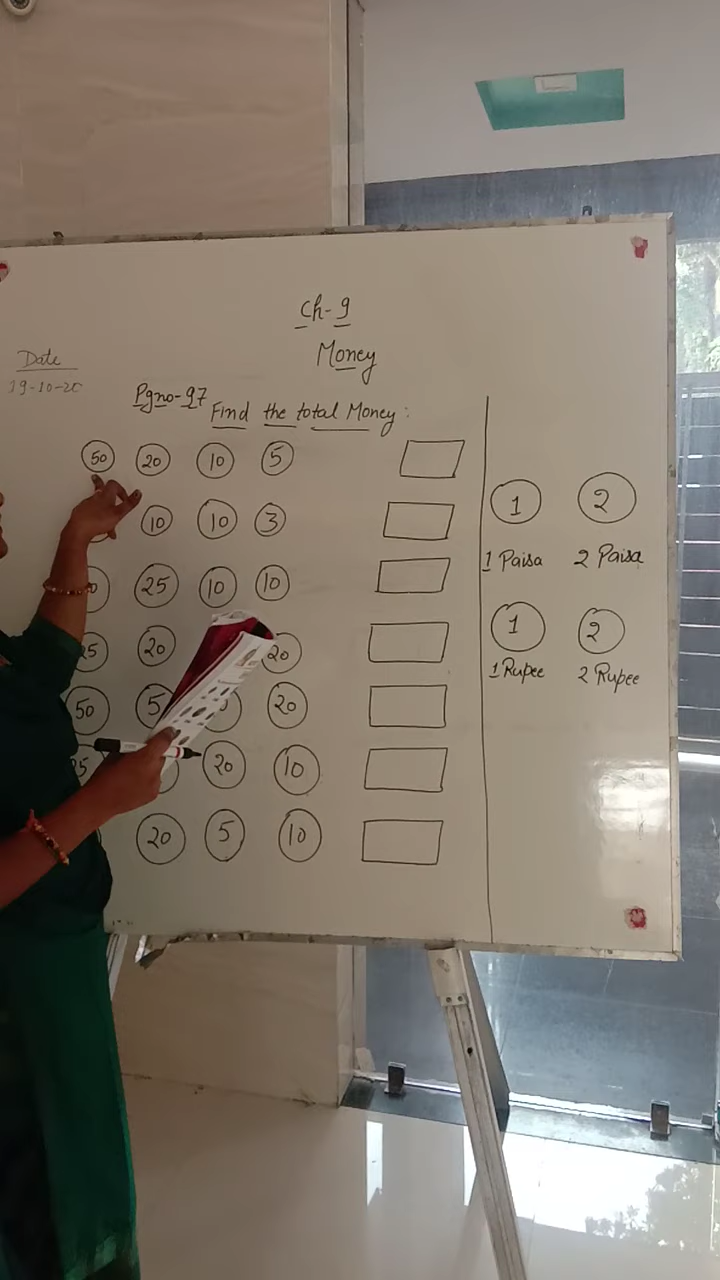 Ch-9
Money
Date
19-10-20
Pgno-97 Find the total Money:
50 20 10 5
10 10 3
25 10 10
20 20
50 20
20 10
20 5 10
1 2
1 Paisa 2 Paisa
1 2
1 Rupee 2 Rupee